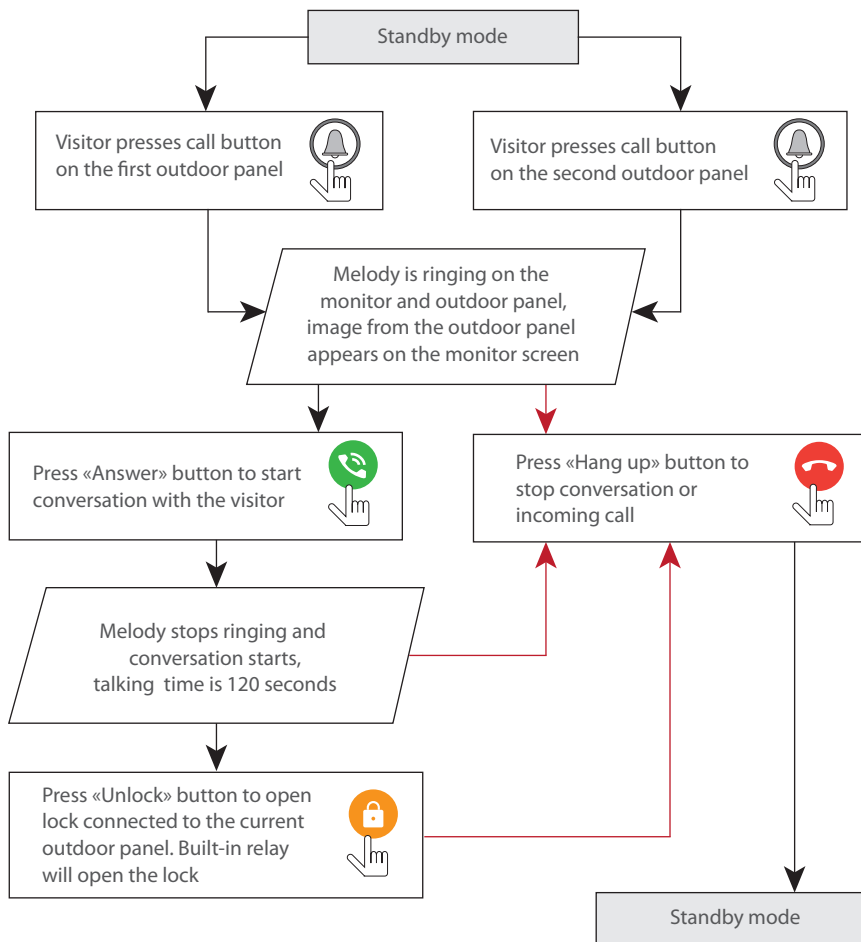 Standby mode
Visitor presses call button
on the first outdoor panel
Visitor presses call button
on the second outdoor panel
Melody is ringing on the
monitor and outdoor panel,
image from the outdoor panel
appears on the monitor screen
Press «Answer» button to start
conversation with the visitor
Press «Hang up» button to
stop conversation or
incoming call
Melody stops ringing and
conversation starts,
talking time is 120 seconds
Press «Unlock» button to open
lock connected to the current
outdoor panel. Built-in relay
will open the lock
Standby mode